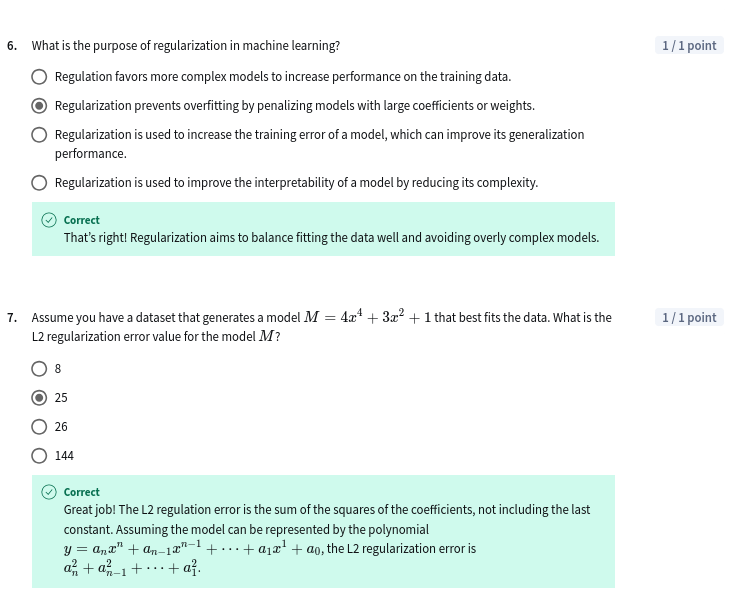 6. What is the purpose of regularization in machine learning? 1 / 1 point
Regulation favors more complex models to increase performance on the training data.
Regularization prevents overfitting by penalizing models with large coefficients or weights.
Regularization is used to increase the training error of a model, which can improve its generalization
performance.
Regularization is used to improve the interpretability of a model by reducing its complexity.
Correct
That's right! Regularization aims to balance fitting the data well and avoiding overly complex models.
7. Assume you have a dataset that generates a model $M = 4x^4 + 3x^2 + 1$ that best fits the data. What is the 1 / 1 point
L2 regularization error value for the model $M$?
8
25
26
144
Correct
Great job! The L2 regulation error is the sum of the squares of the coefficients, not including the last
constant. Assuming the model can be represented by the polynomial
$y = a_n x^n + a_{n-1} x^{n-1} + \cdots + a_1 x^1 + a_0$, the L2 regularization error is
$a_n^2 + a_{n-1}^2 + \cdots + a_1^2$.